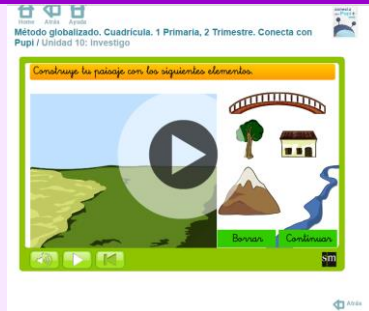 Home Atrás Ayuda
Método globalizado. Cuadrícula. 1 Primaria, 2 Trimestre. Conecta con
Pupi / Unidad 10: Investigo
Construye tu paisaje con los siguientes elementos.
Borrar Continuar
sm
Atrás